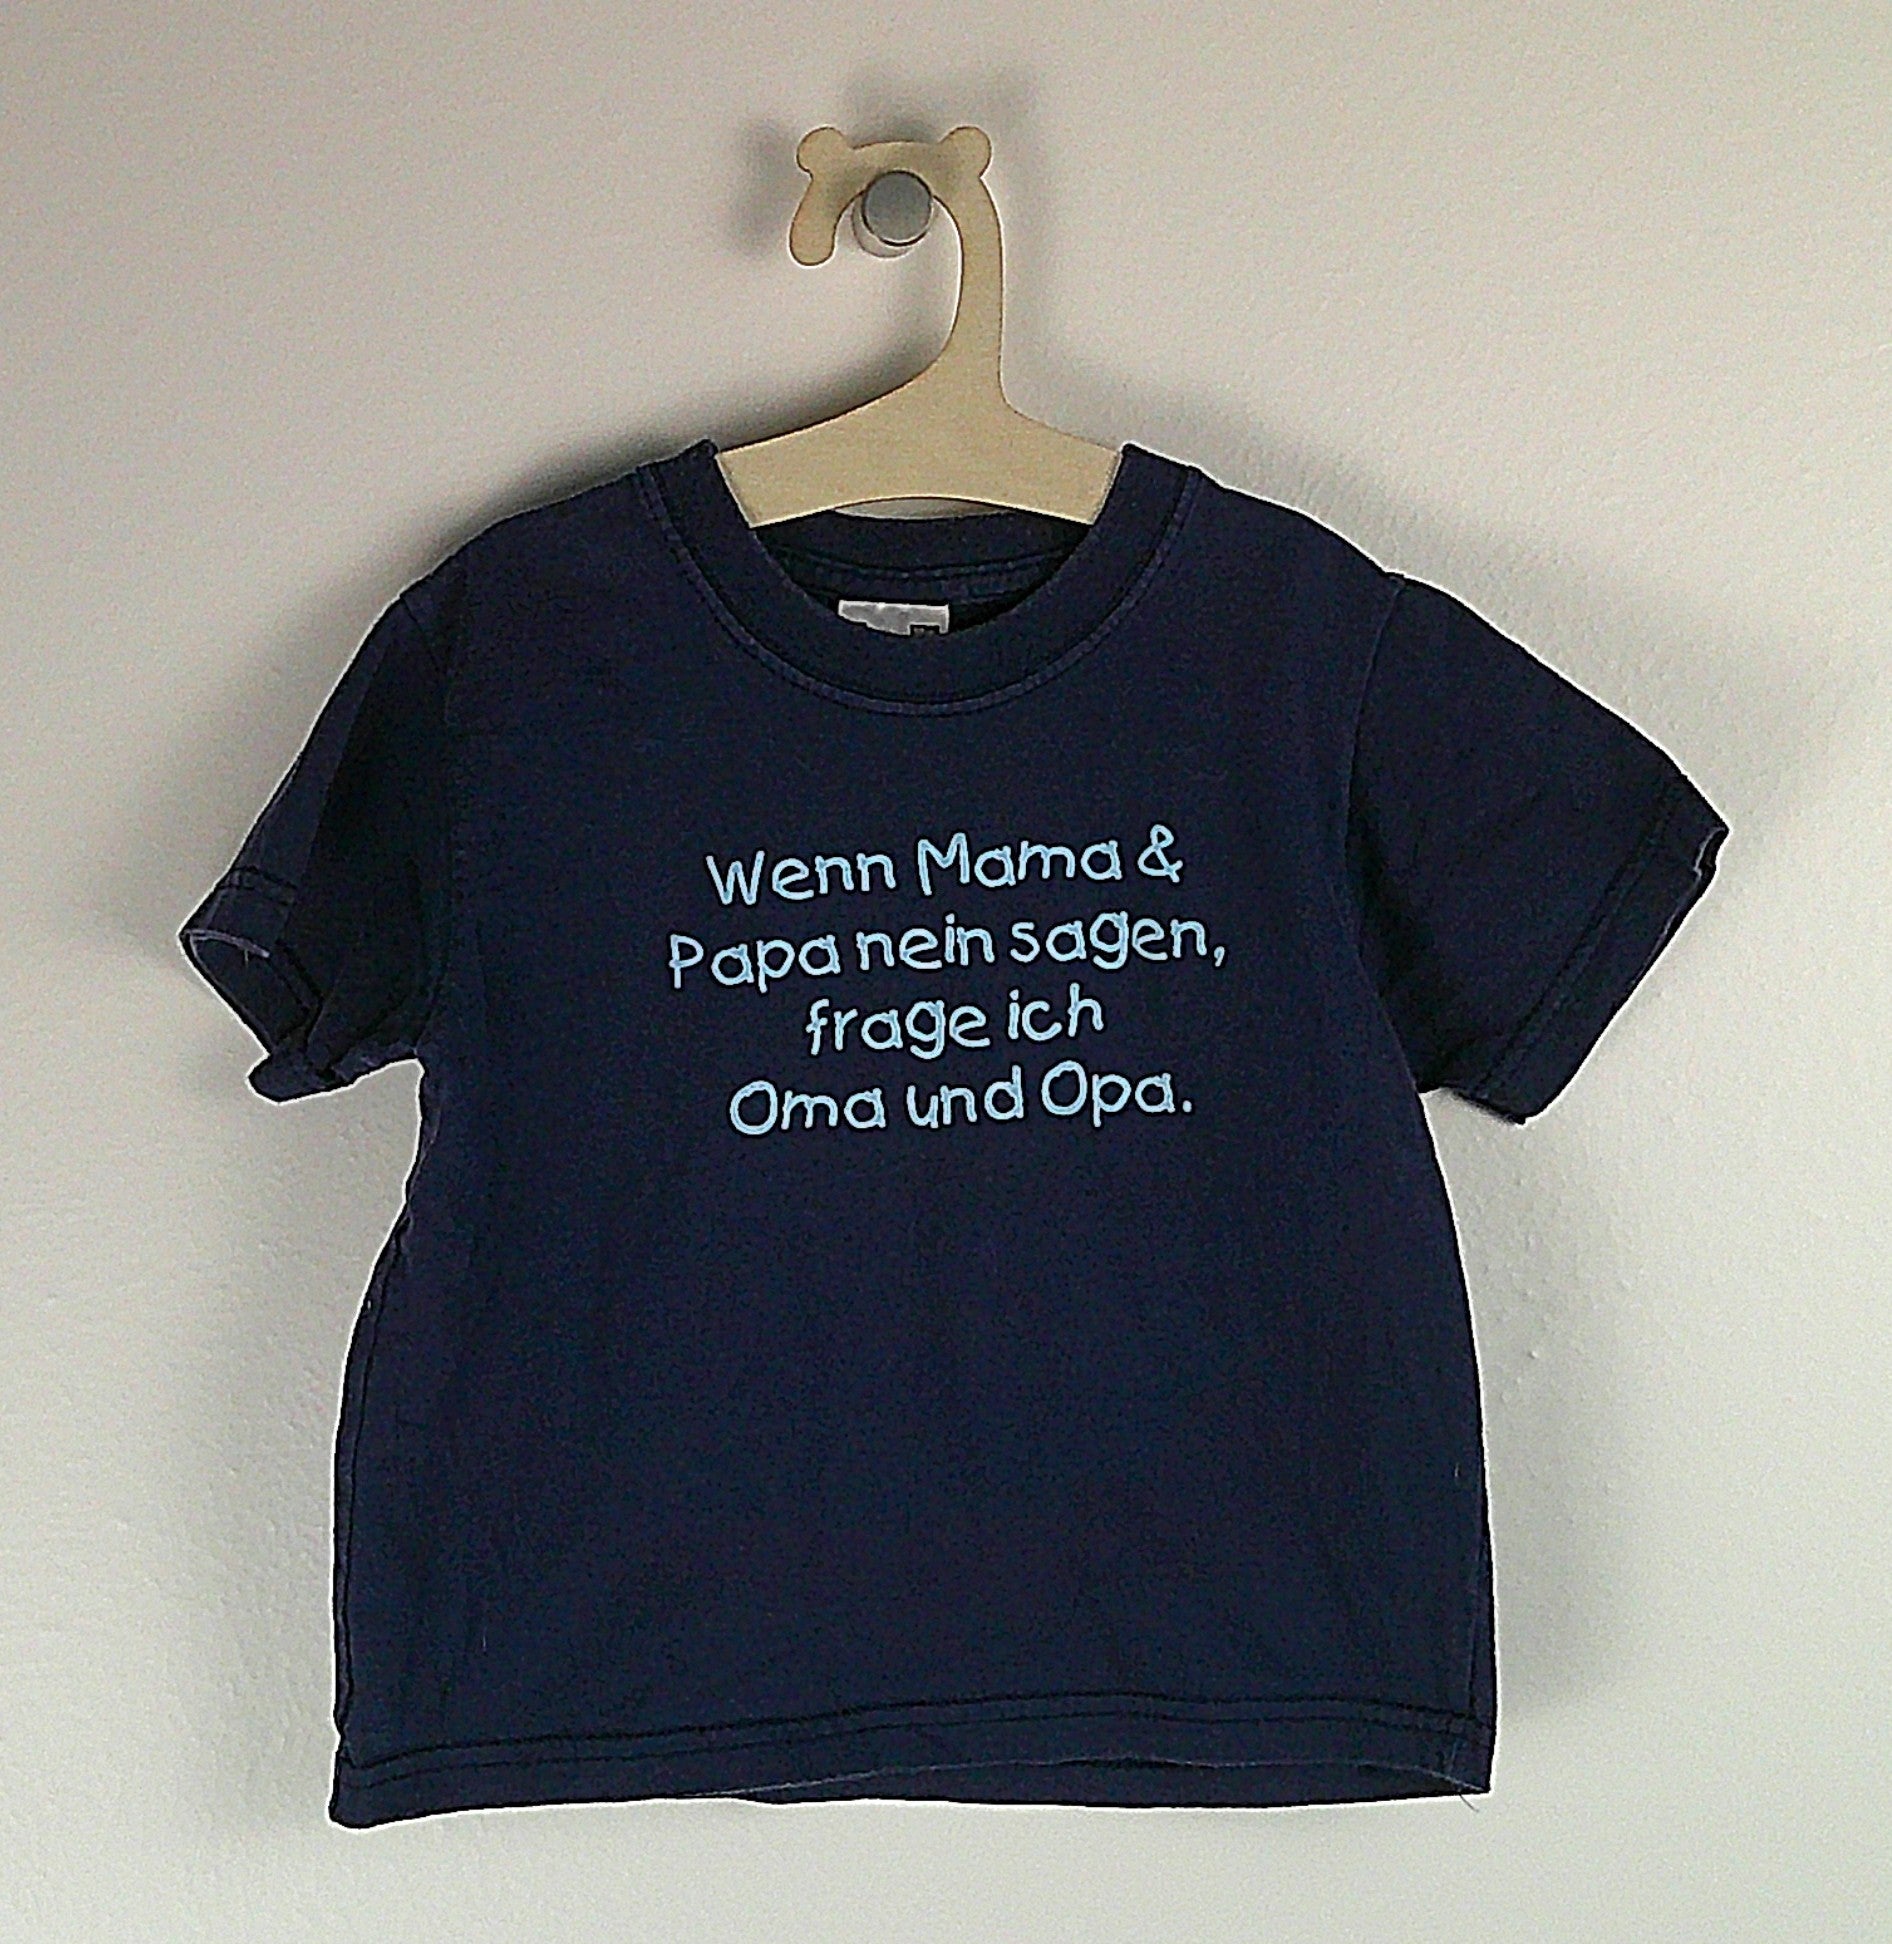 Wenn Mama &
Papa nein sagen,
frage ich
Oma und Opa.